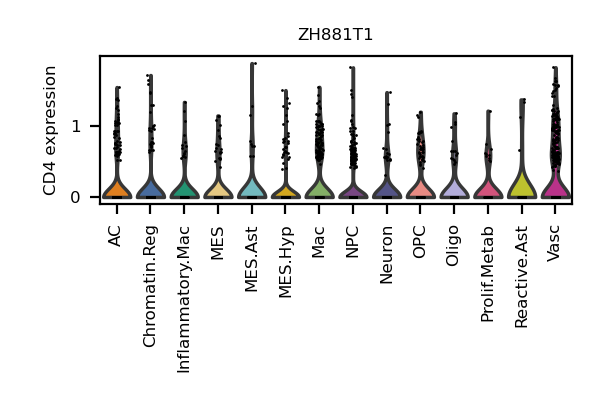 ZH881T1
CD4 expression
1
0
AC
Chromatin.Reg
Inflammatory.Mac
MES
MES.Ast
MES.Hyp
Mac
NPC
Neuron
OPC
Oligo
Prolif.Metab
Reactive.Ast
Vasc